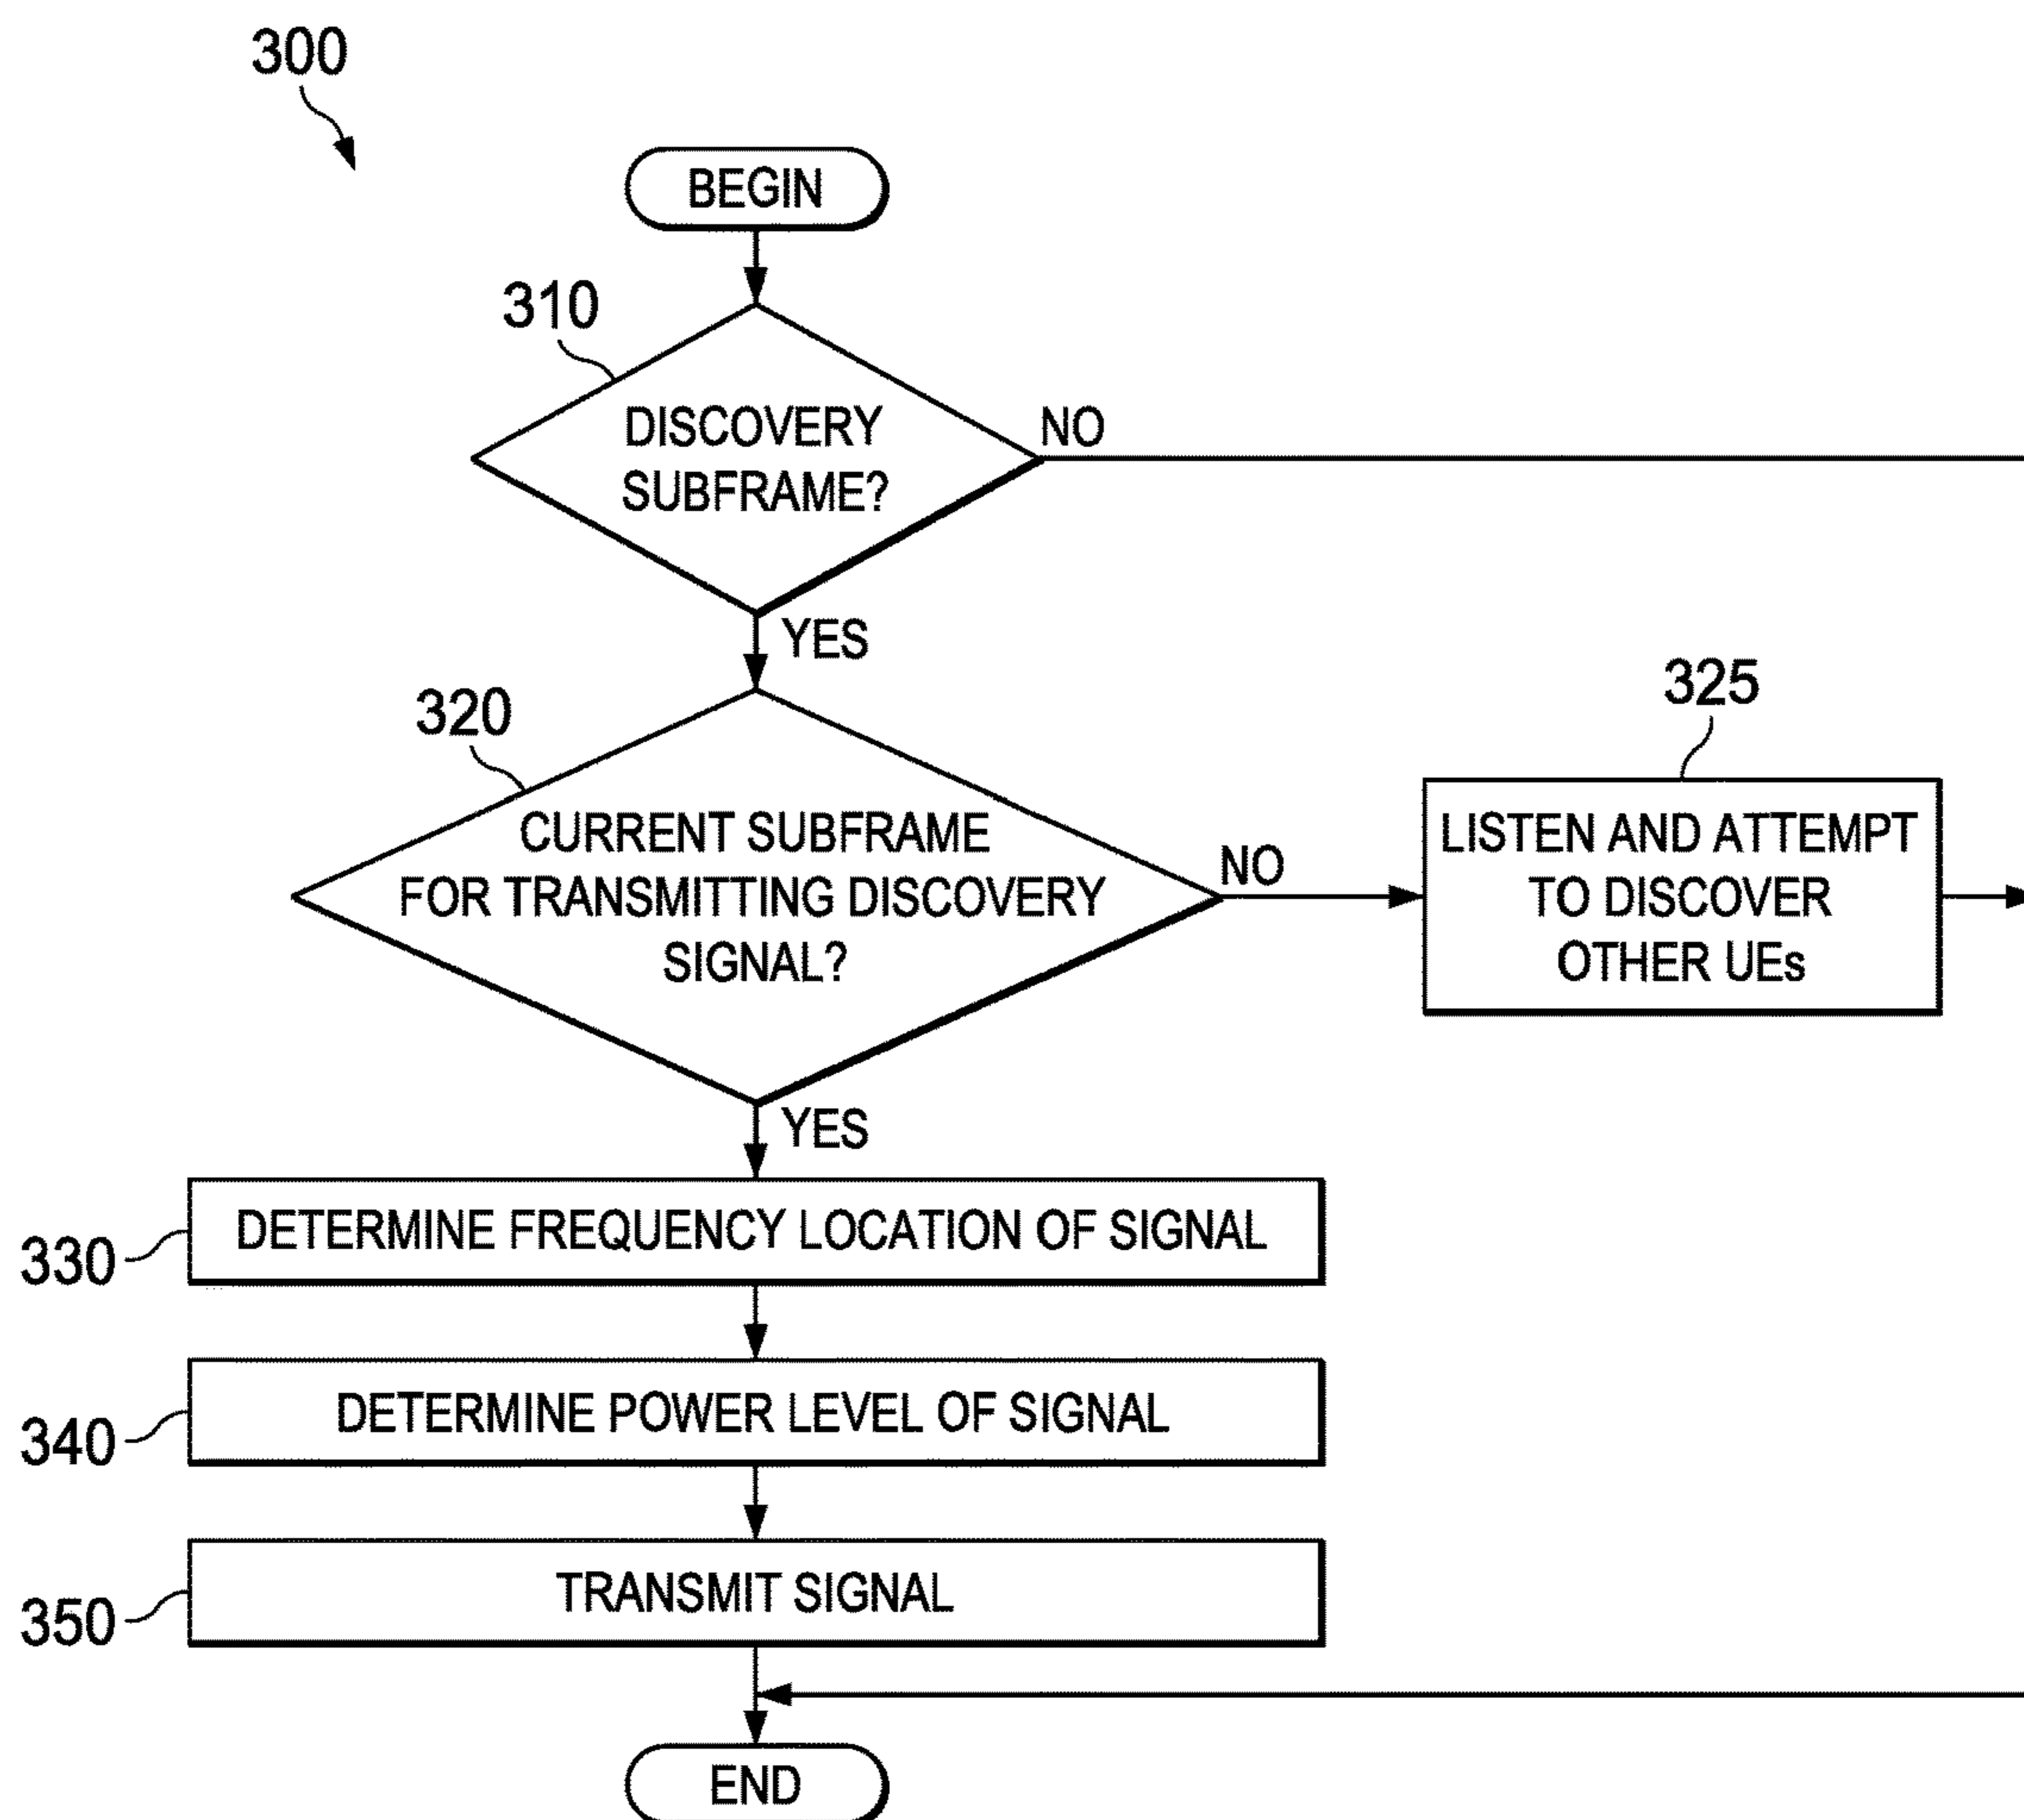 300
BEGIN
310
DISCOVERY
SUBFRAME?
NO
YES
320
CURRENT SUBFRAME
FOR TRANSMITTING DISCOVERY
SIGNAL?
NO
325
LISTEN AND ATTEMPT
TO DISCOVER
OTHER UEs
YES
330
DETERMINE FREQUENCY LOCATION OF SIGNAL
340
DETERMINE POWER LEVEL OF SIGNAL
350
TRANSMIT SIGNAL
END